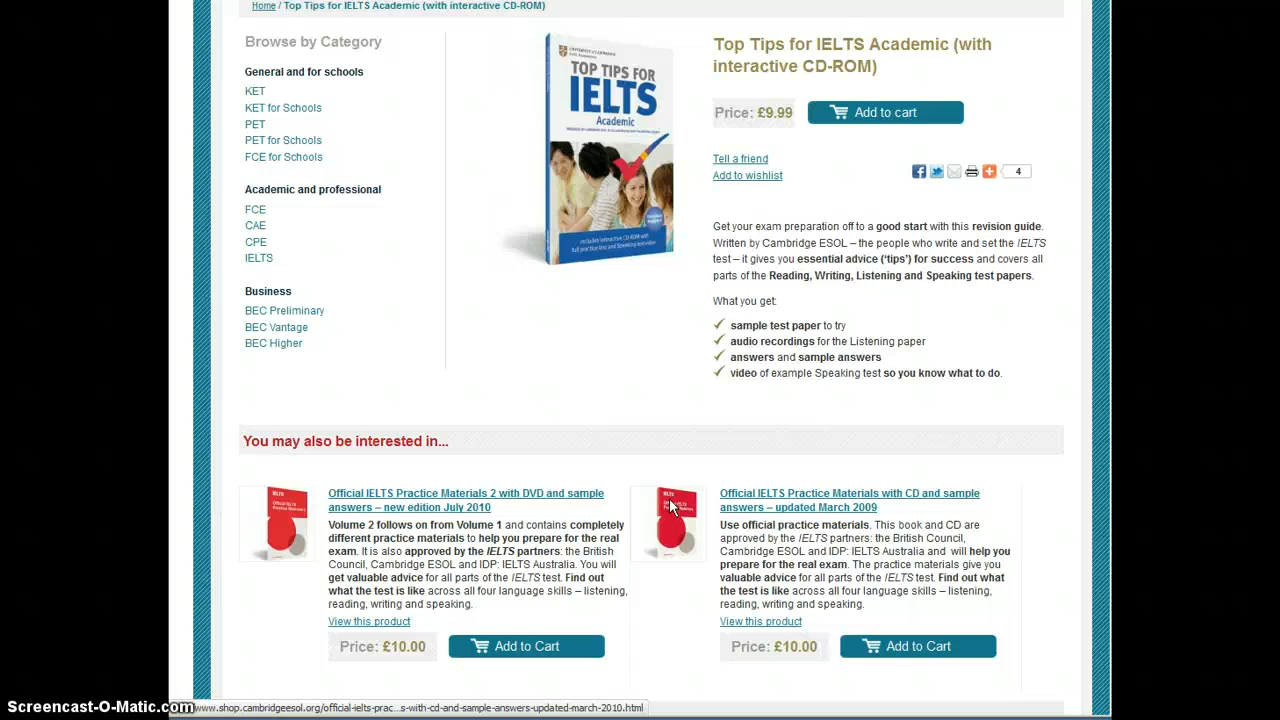 Home / Top Tips for IELTS Academic (with interactive CD-ROM)
Browse by Category
General and for schools
KET
KET for Schools
PET
PET for Schools
FCE for Schools
Academic and professional
FCE
CAE
CPE
IELTS
Business
BEC Preliminary
BEC Vantage
BEC Higher
TOP TIPS FOR
IELTS
Academic
Top Tips for IELTS Academic (with
interactive CD-ROM)
Price: £9.99
Add to cart
Tell a friend
Add to wishlist
4
Get your exam preparation off to a good start with this revision guide.
Written by Cambridge ESOL – the people who write and set the IELTS
test – it gives you essential advice (‘tips’) for success and covers all
parts of the Reading, Writing, Listening and Speaking test papers.
What you get:
sample test paper to try
audio recordings for the Listening paper
answers and sample answers
video of example Speaking test so you know what to do.
You may also be interested in...
Official IELTS Practice Materials 2 with DVD and sample
answers – new edition July 2010
Volume 2 follows on from Volume 1 and contains completely
different practice materials to help you prepare for the real
exam. It is also approved by the IELTS partners: the British
Council, Cambridge ESOL and IDP: IELTS Australia. You will
get valuable advice for all parts of the IELTS test. Find out
what the test is like across all four language skills – listening,
reading, writing and speaking.
View this product
Price: £10.00
Add to Cart
Official IELTS Practice Materials with CD and sample
answers – updated March 2009
Use official practice materials. This book and CD are
approved by the IELTS partners: the British Council,
Cambridge ESOL and IDP: IELTS Australia and will help you
prepare for the real exam. The practice materials give you
valuable advice for all parts of the IELTS test. Find out what
the test is like across all four language skills – listening,
reading, writing and speaking.
View this product
Price: £10.00
Add to Cart
Screencast-O-Matic.com
www.shop.cambridgeesol.org/official-ielts-prac...s-with-cd-and-sample-answers-updated-march-2010.html